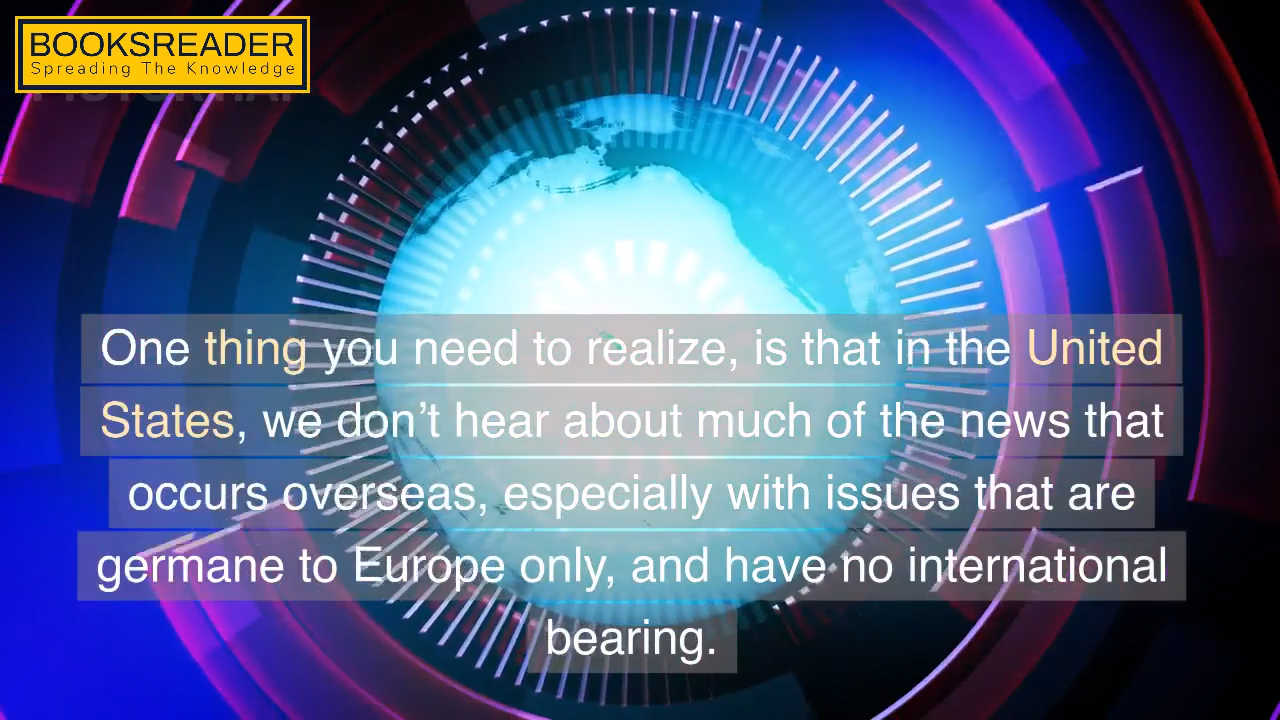 BOOKSREADER
Spreading The Knowledge
One thing you need to realize, is that in the United
States, we don’t hear about much of the news that
occurs overseas, especially with issues that are
germane to Europe only, and have no international
bearing.